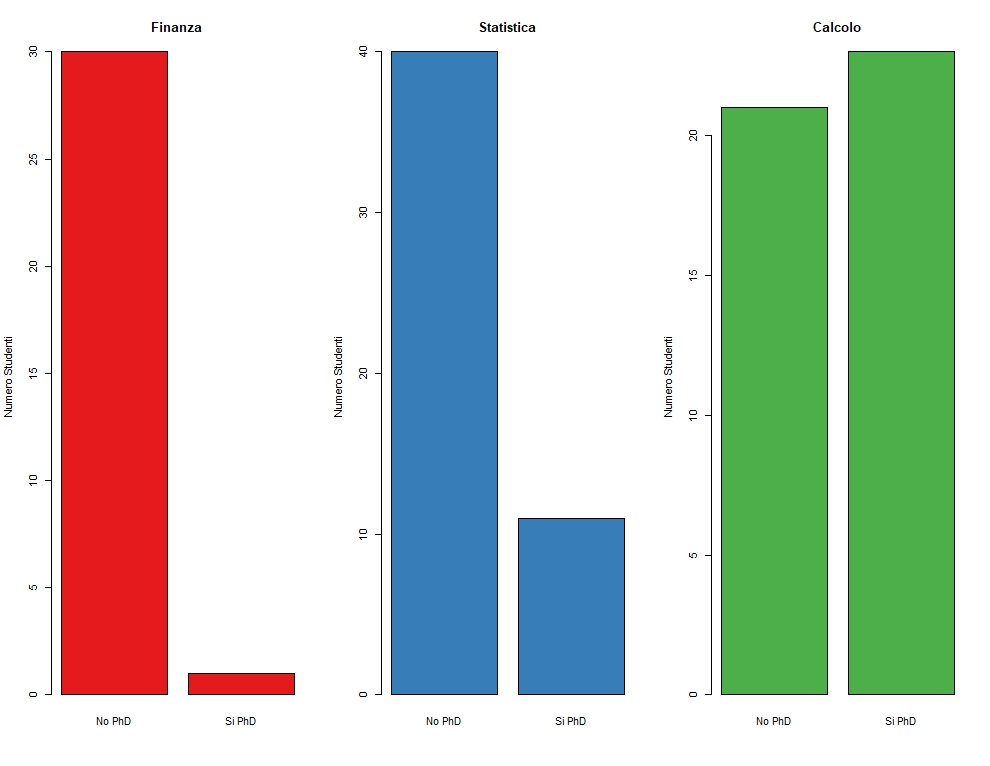 Finanza
Numero Studenti
30
25
20
15
10
5
0
No PhD
Si PhD
Statistica
Numero Studenti
40
30
20
10
0
No PhD
Si PhD
Calcolo
Numero Studenti
20
15
10
5
0
No PhD
Si PhD